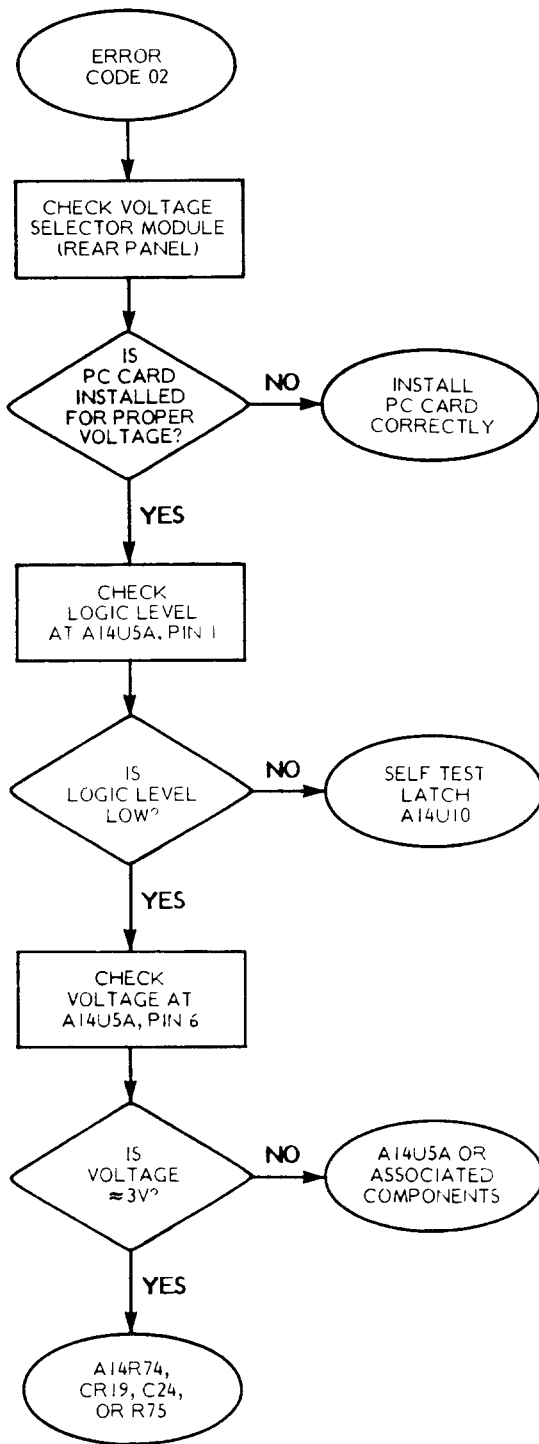 ERROR
CODE 02
CHECK VOLTAGE
SELECTOR MODULE
(REAR PANEL)
IS
PC CARD
INSTALLED
FOR PROPER
VOLTAGE?
NO
INSTALL
PC CARD
CORRECTLY
YES
CHECK
LOGIC LEVEL
AT A14U5A, PIN 1
IS
LOGIC LEVEL
LOW?
NO
SELF TEST
LATCH
A14U10
YES
CHECK
VOLTAGE AT
A14U5A, PIN 6
IS
VOLTAGE
≈3V?
NO
A14U5A OR
ASSOCIATED
COMPONENTS
YES
A14R74,
CR19, C24,
OR R75